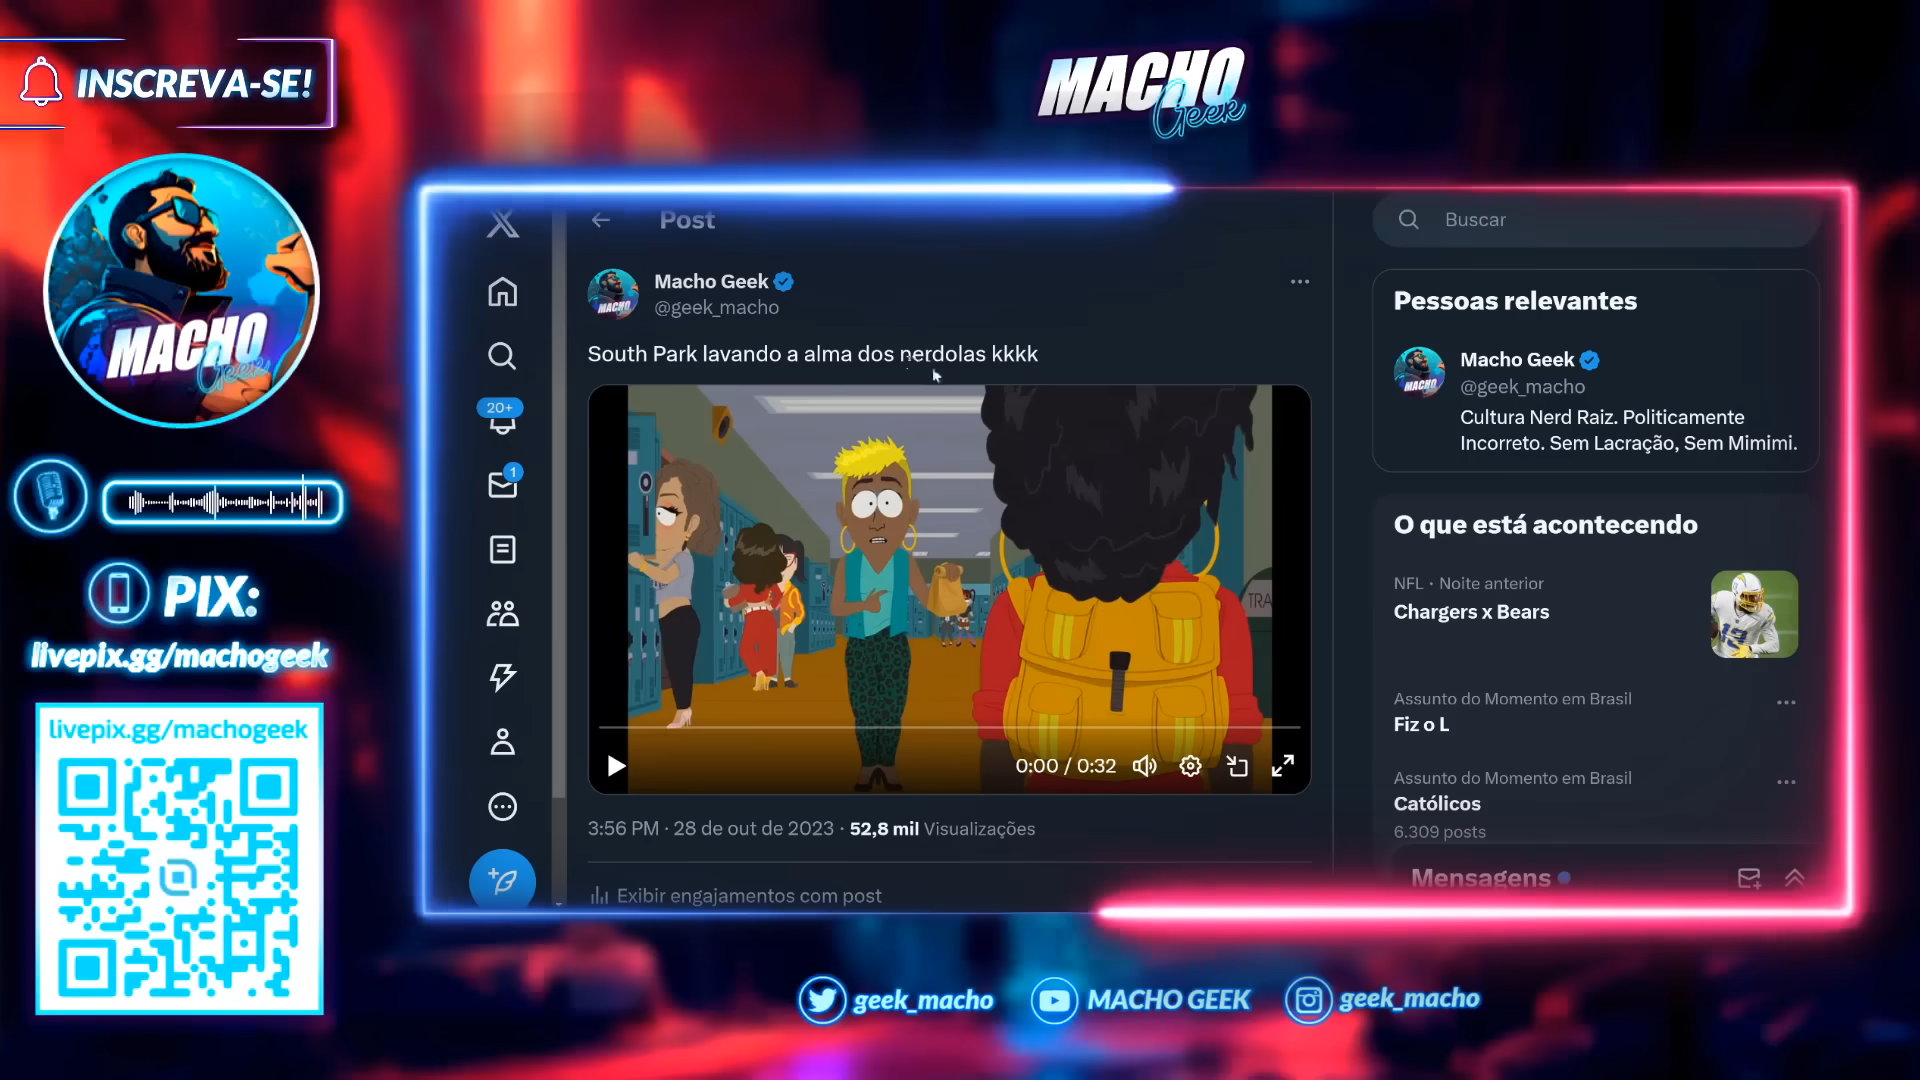 INSCREVA-SE!
MACHO
Geek
MACHO
Geek
PIX:
livepix.gg/machogeek
livepix.gg/machogeek
Post
Macho Geek
@geek_macho
South Park lavando a alma dos nerdolas kkkk
MACHO
20+
1
TRA
0:00 / 0:32
3:56 PM · 28 de out de 2023 · 52,8 mil Visualizações
Exibir engajamentos com post
Buscar
Pessoas relevantes
Macho Geek
@geek_macho
MACHO
Cultura Nerd Raiz. Politicamente
Incorreto. Sem Lacração, Sem Mimimi.
O que está acontecendo
NFL · Noite anterior
Chargers x Bears
13
Assunto do Momento em Brasil
Fiz o L
Assunto do Momento em Brasil
Católicos
6.309 posts
Mensagens
geek_macho
MACHO GEEK
geek_macho